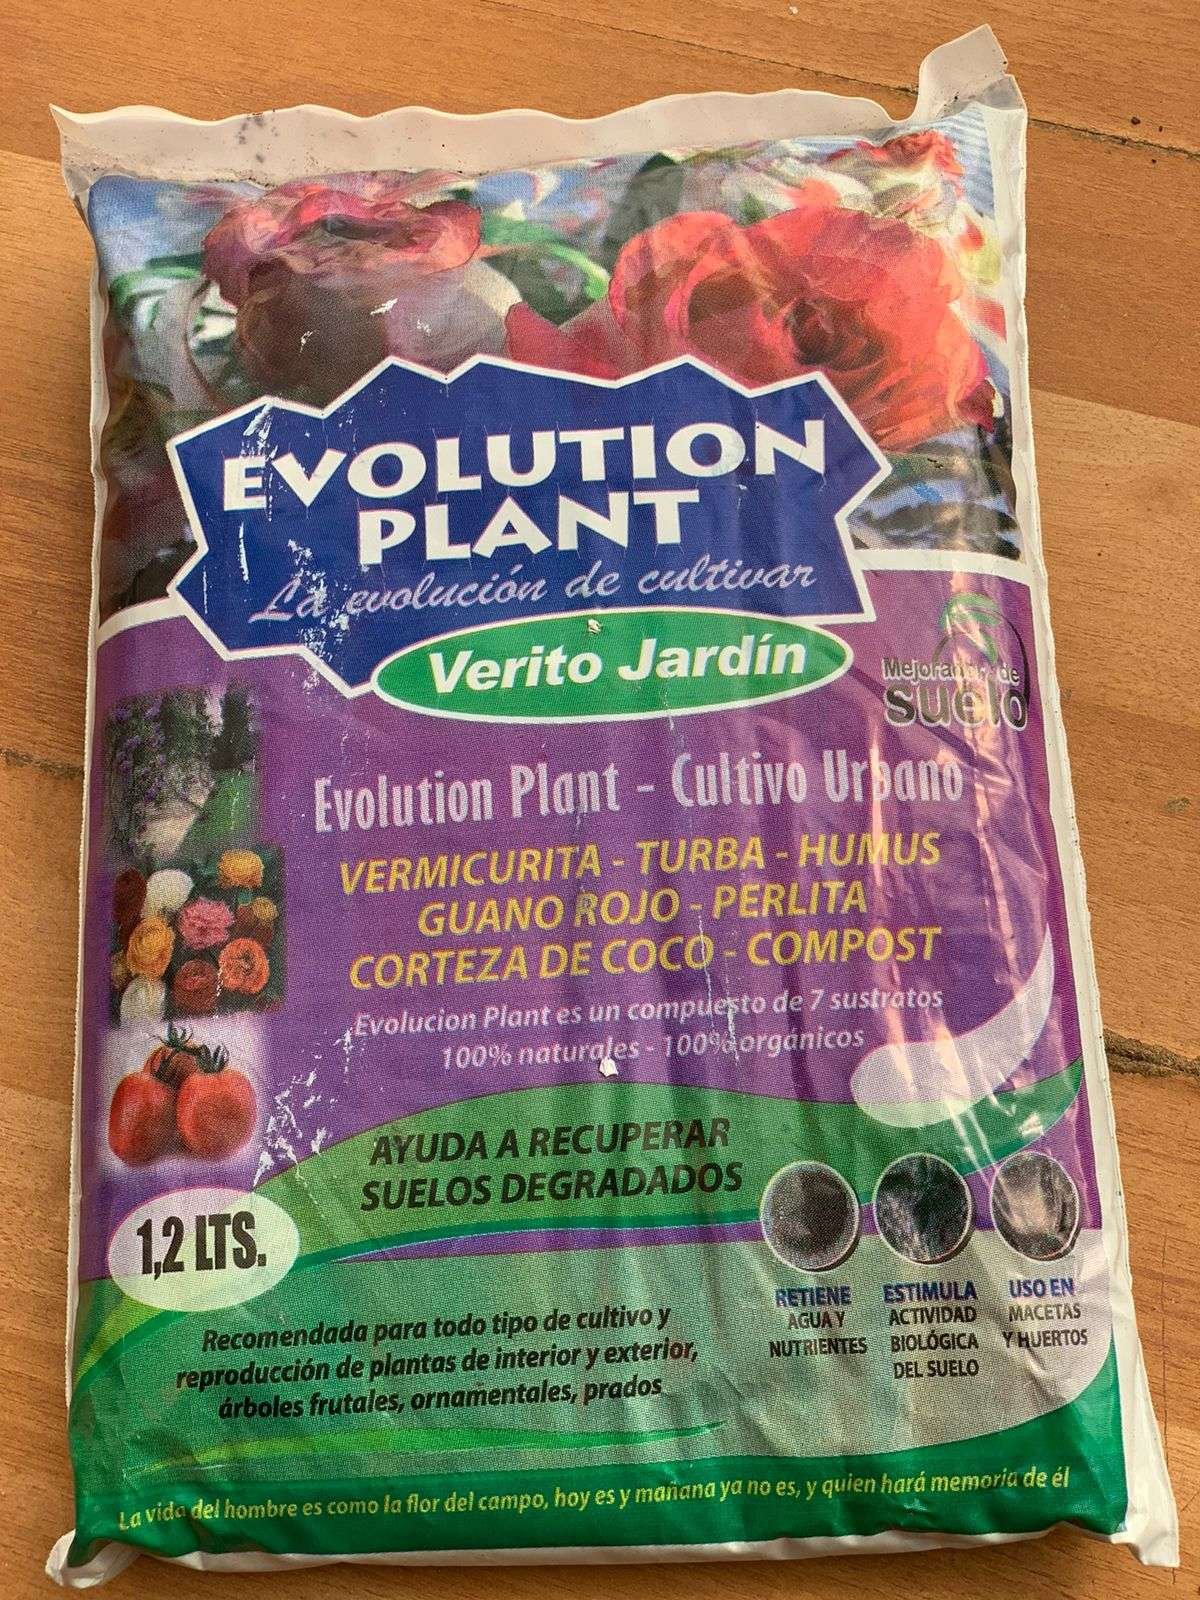 EVOLUTION
PLANT
La evolución de cultivar
Verito Jardín
Mejorador de
suelo
Evolution Plant - Cultivo Urbano
VERMICURITA - TURBA - HUMUS
GUANO ROJO - PERLITA
CORTEZA DE COCO - COMPOST
Evolucion Plant es un compuesto de 7 sustratos
100% naturales - 100% orgánicos
AYUDA A RECUPERAR
SUELOS DEGRADADOS
1,2 LTS.
RETIENE
AGUA Y
NUTRIENTES
ESTIMULA
ACTIVIDAD
BIOLÓGICA
DEL SUELO
USO EN
MACETAS
Y HUERTOS
Recomendada para todo tipo de cultivo y
reproducción de plantas de interior y exterior,
árboles frutales, ornamentales, prados
La vida del hombre es como la flor del campo, hoy es y mañana ya no es, y quien hará memoria de él